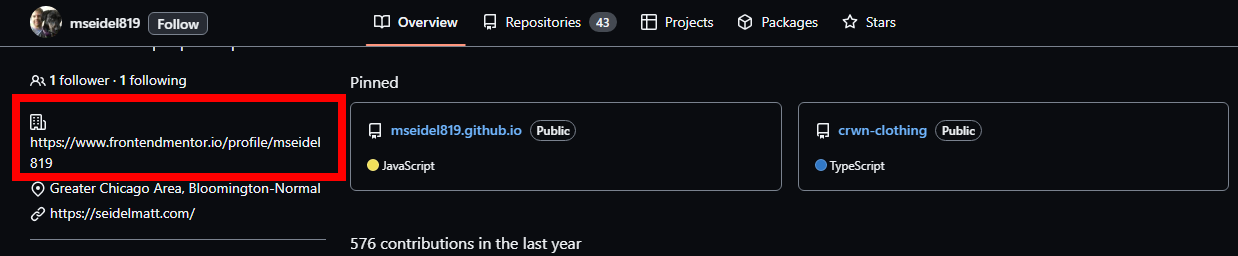 mseidel819 Follow Overview Repositories 43 Projects Packages Stars
1 follower · 1 following
https://www.frontendmentor.io/profile/mseidel
819
Greater Chicago Area, Bloomington-Normal
https://seidelmatt.com/
Pinned
mseidel819.github.io Public
JavaScript
crwn-clothing Public
TypeScript
576 contributions in the last year